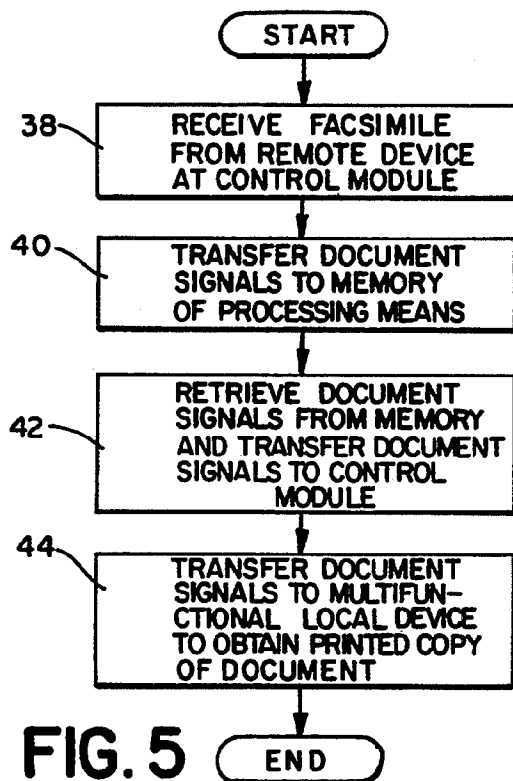 START
38
RECEIVE FACSIMILE
FROM REMOTE DEVICE
AT CONTROL MODULE
40
TRANSFER DOCUMENT
SIGNALS TO MEMORY
OF PROCESSING MEANS
42
RETRIEVE DOCUMENT
SIGNALS FROM MEMORY
AND TRANSFER DOCUMENT
SIGNALS TO CONTROL
MODULE
44
TRANSFER DOCUMENT
SIGNALS TO MULTIFUN-
CTIONAL LOCAL DEVICE
TO OBTAIN PRINTED COPY
OF DOCUMENT
FIG. 5
END